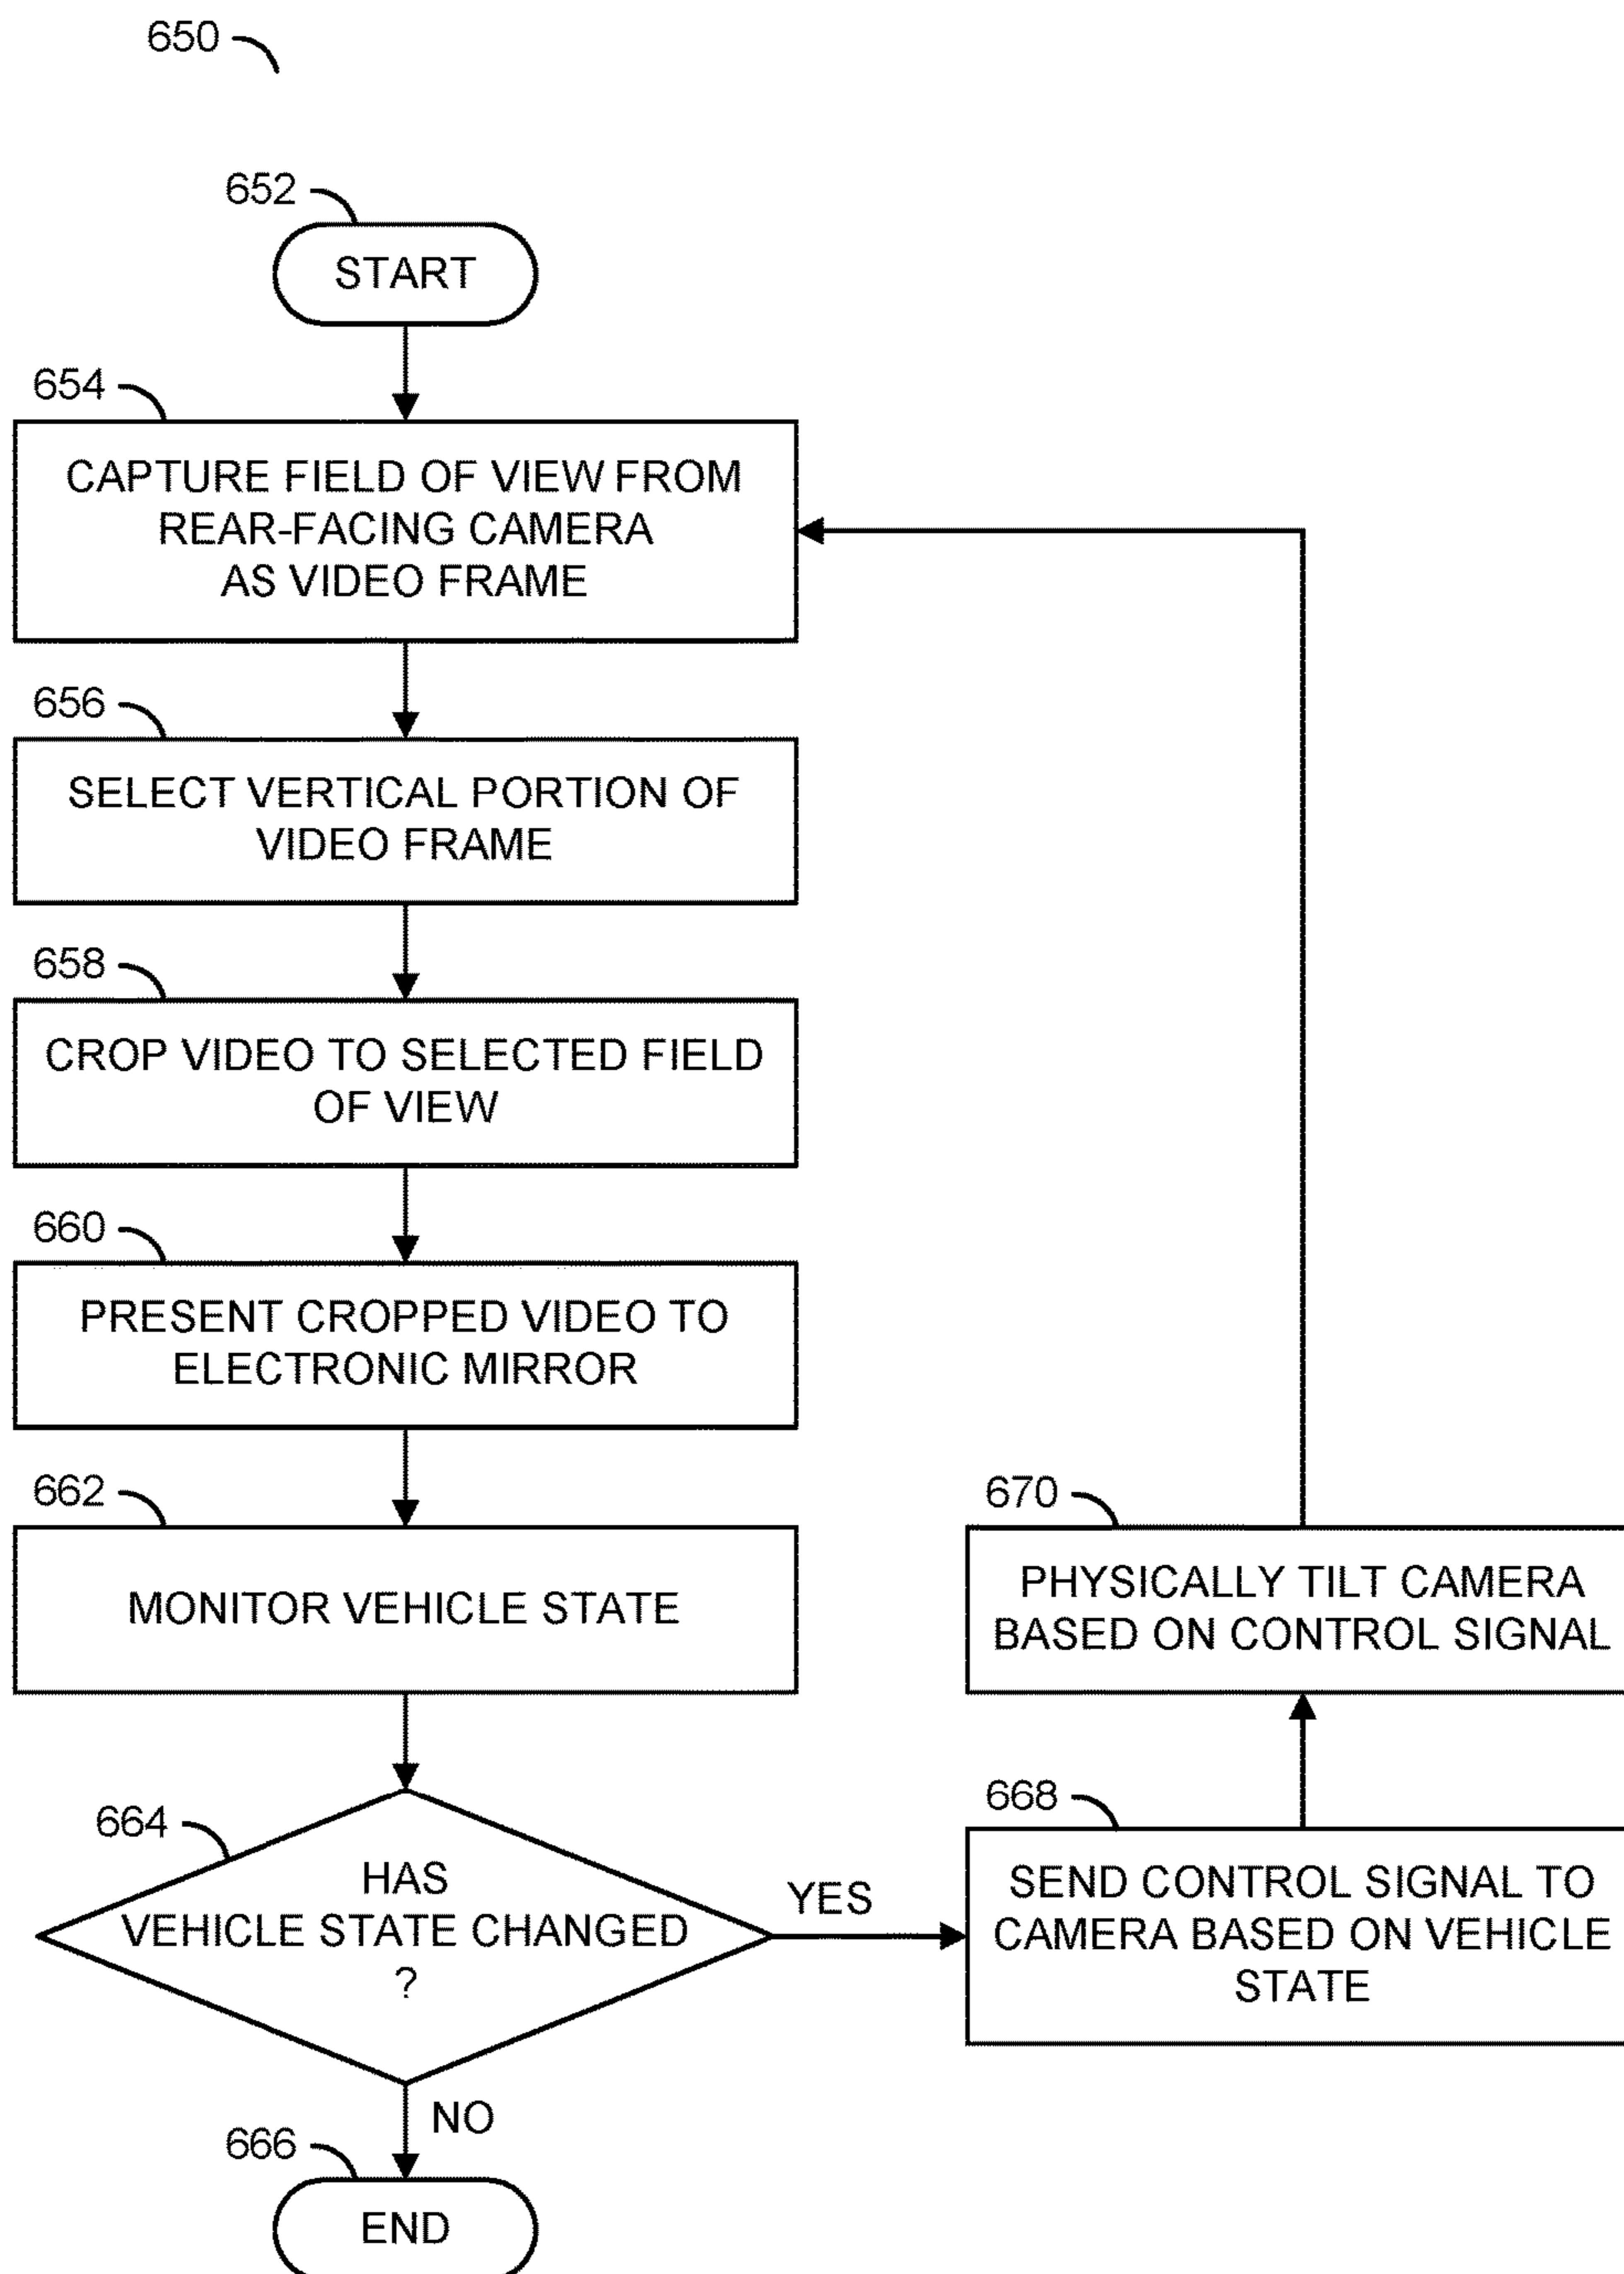 650
652
START
654
CAPTURE FIELD OF VIEW FROM
REAR-FACING CAMERA
AS VIDEO FRAME
656
SELECT VERTICAL PORTION OF
VIDEO FRAME
658
CROP VIDEO TO SELECTED FIELD
OF VIEW
660
PRESENT CROPPED VIDEO TO
ELECTRONIC MIRROR
662
MONITOR VEHICLE STATE
664
HAS
VEHICLE STATE CHANGED
?
YES
NO
666
END
668
SEND CONTROL SIGNAL TO
CAMERA BASED ON VEHICLE
STATE
670
PHYSICALLY TILT CAMERA
BASED ON CONTROL SIGNAL